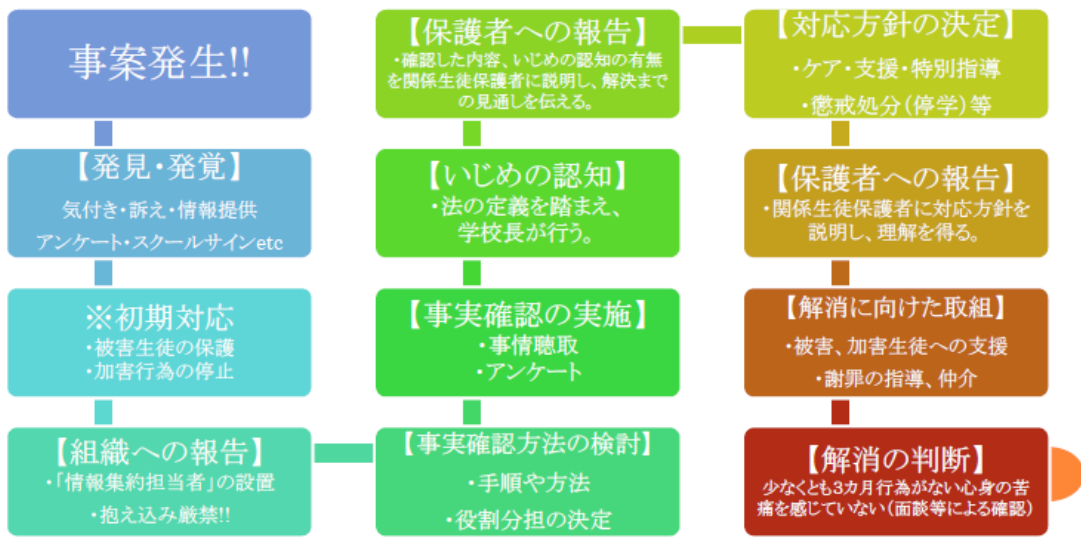 事案発生!!
【発見・発覚】
気付き・訴え・情報提供
アンケート・スクールサインetc
※初期対応
・被害生徒の保護
・加害行為の停止
【組織への報告】
・「情報集約担当者」の設置
・抱え込み厳禁!!
【事実確認方法の検討】
・手順や方法
・役割分担の決定
【事実確認の実施】
・事情聴取
・アンケート
【いじめの認知】
・法の定義を踏まえ、
学校長が行う。
【保護者への報告】
・確認した内容、いじめの認知の有無
を関係生徒保護者に説明し、解決まで
の見通しを伝える。
【対応方針の決定】
・ケア・支援・特別指導
・懲戒処分(停学)等
【保護者への報告】
・関係生徒保護者に対応方針を
説明し、理解を得る。
【解消に向けた取組】
・被害、加害生徒への支援
・謝罪の指導、仲介
【解消の判断】
少なくとも3カ月行為がない心身の苦
痛を感じていない(面談等による確認)